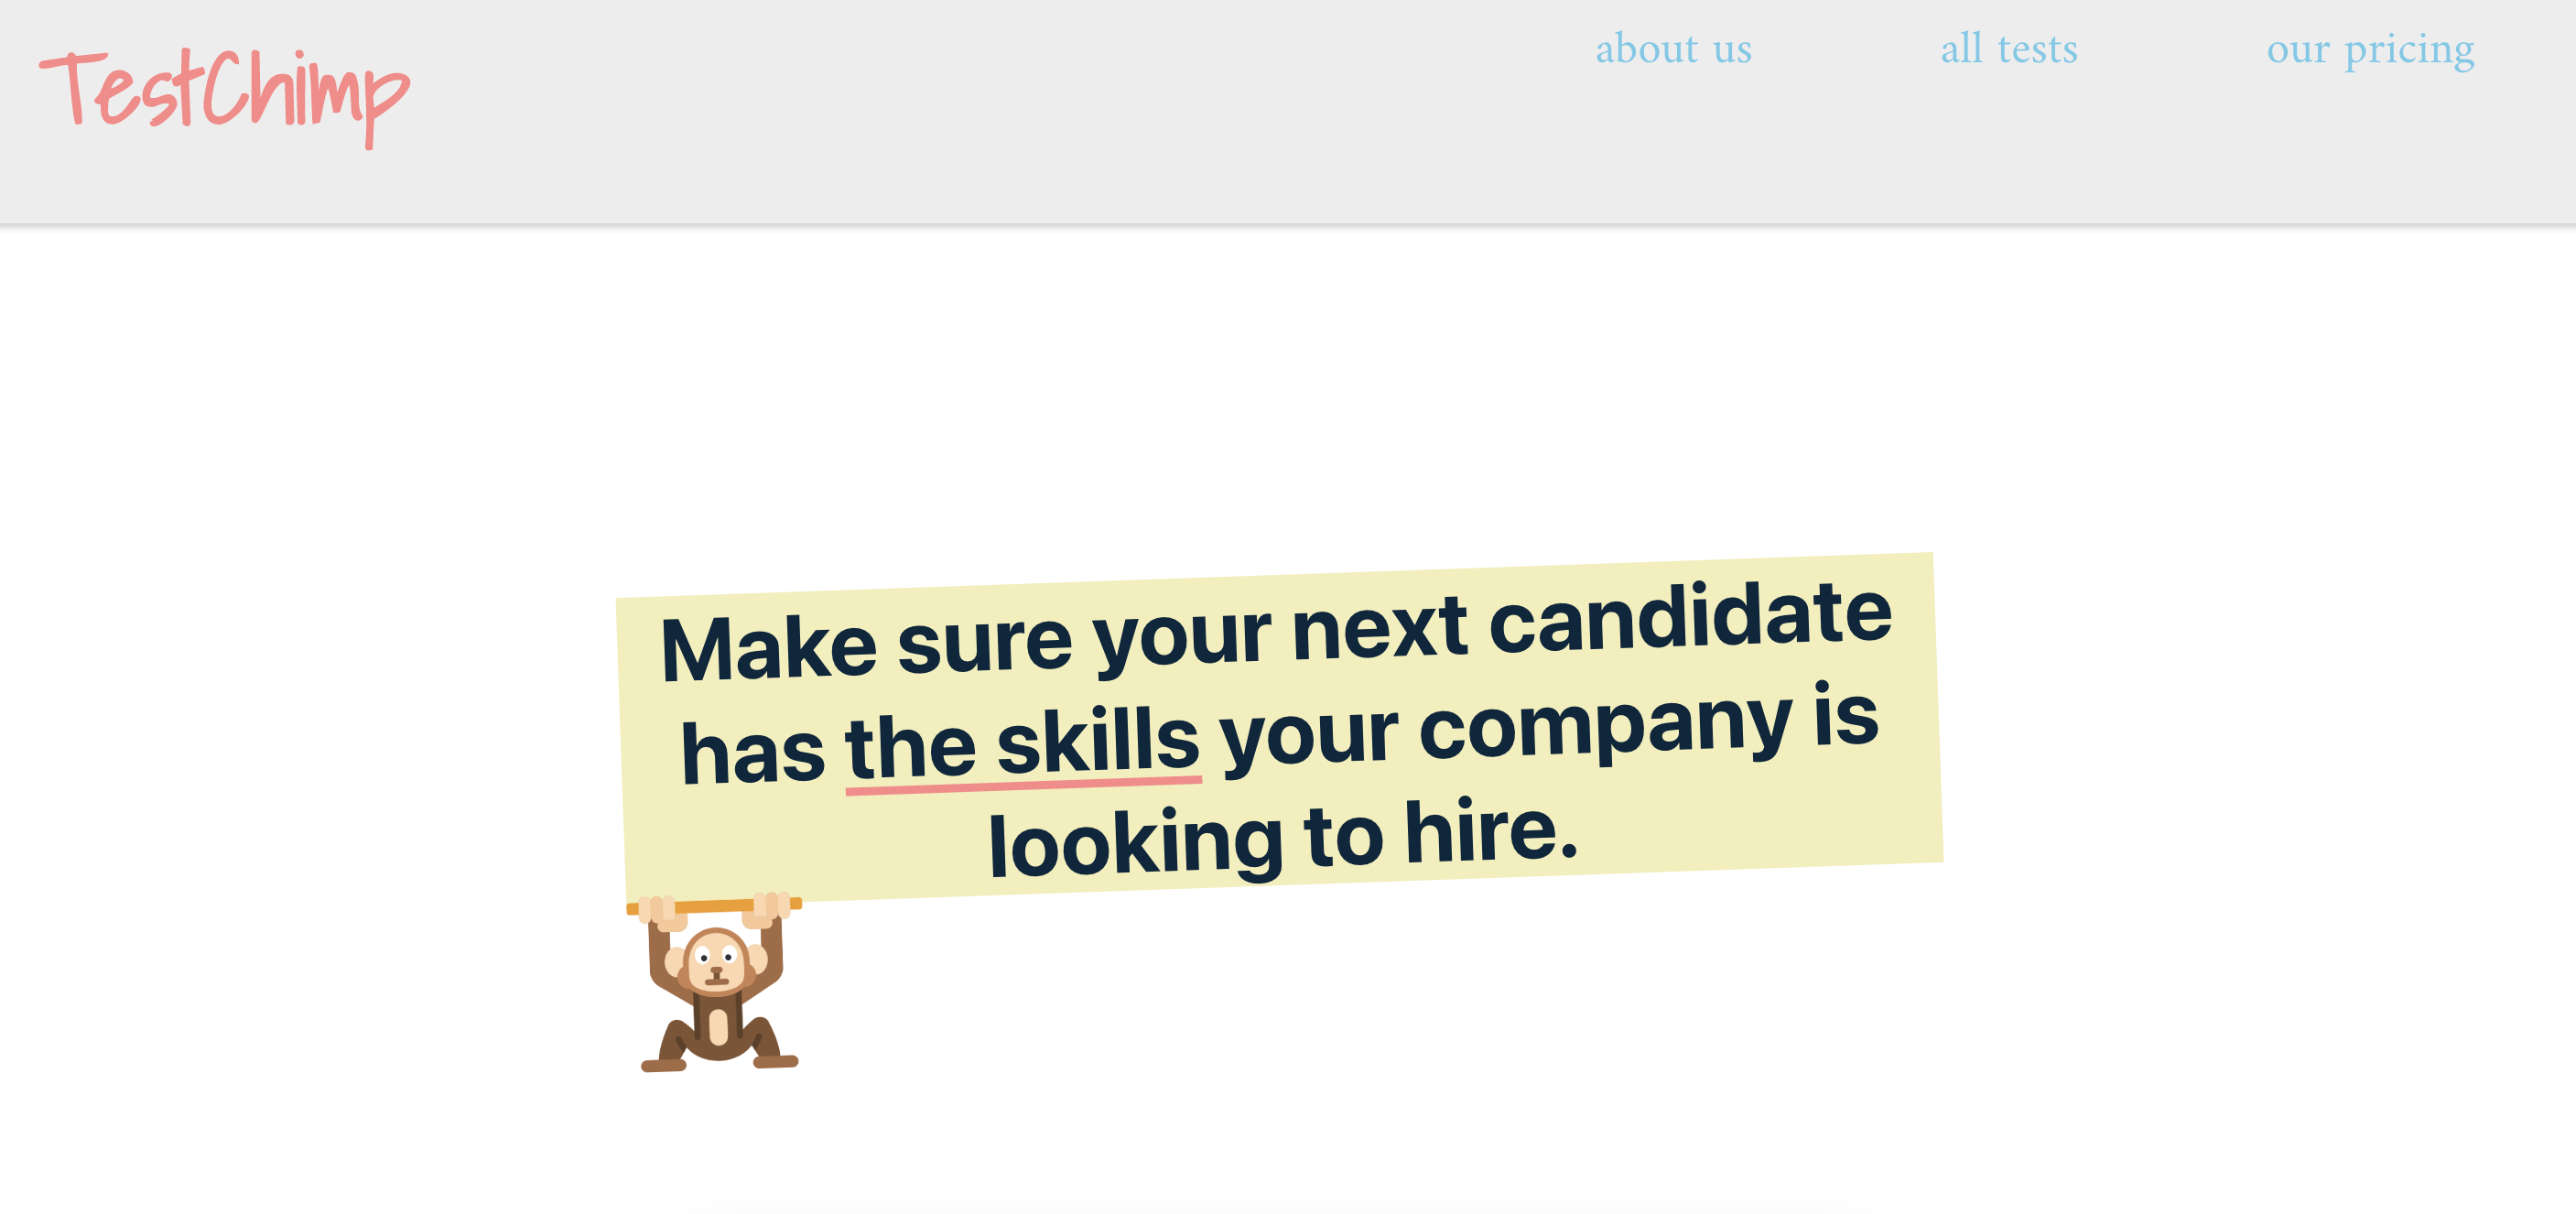 TestChimp
about us
all tests
our pricing
Make sure your next candidate
has the skills your company is
looking to hire.